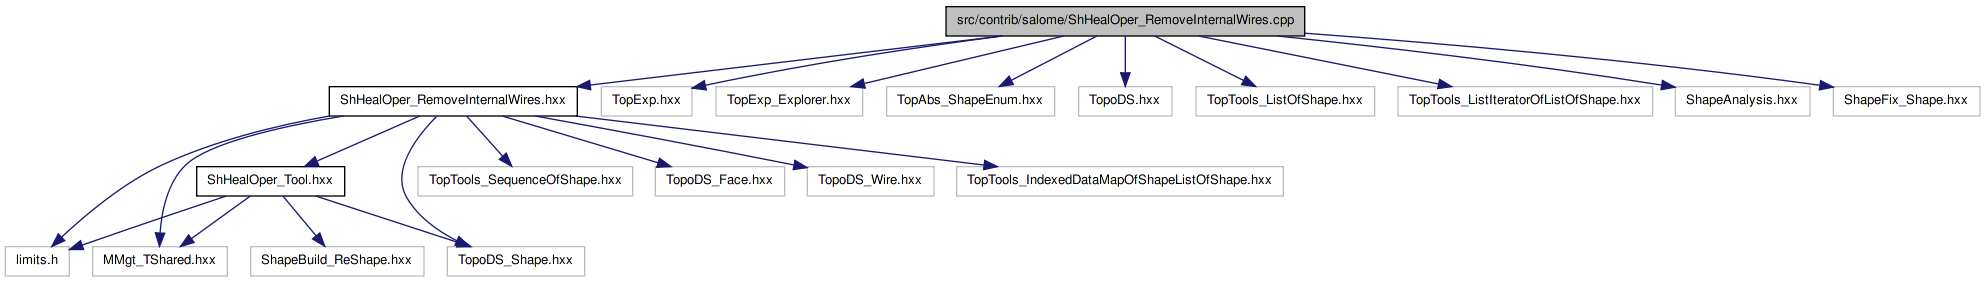 src/contrib/salome/ShHealOper_RemoveInternalWires.cpp
ShHealOper_RemoveInternalWires.hxx
TopExp.hxx
TopExp_Explorer.hxx
TopAbs_ShapeEnum.hxx
TopoDS.hxx
TopTools_ListOfShape.hxx
TopTools_ListIteratorOfListOfShape.hxx
ShapeAnalysis.hxx
ShapeFix_Shape.hxx
ShHealOper_Tool.hxx
TopTools_SequenceOfShape.hxx
TopoDS_Face.hxx
TopoDS_Wire.hxx
TopTools_IndexedDataMapOfShapeListOfShape.hxx
limits.h
MMgt_TShared.hxx
ShapeBuild_ReShape.hxx
TopoDS_Shape.hxx